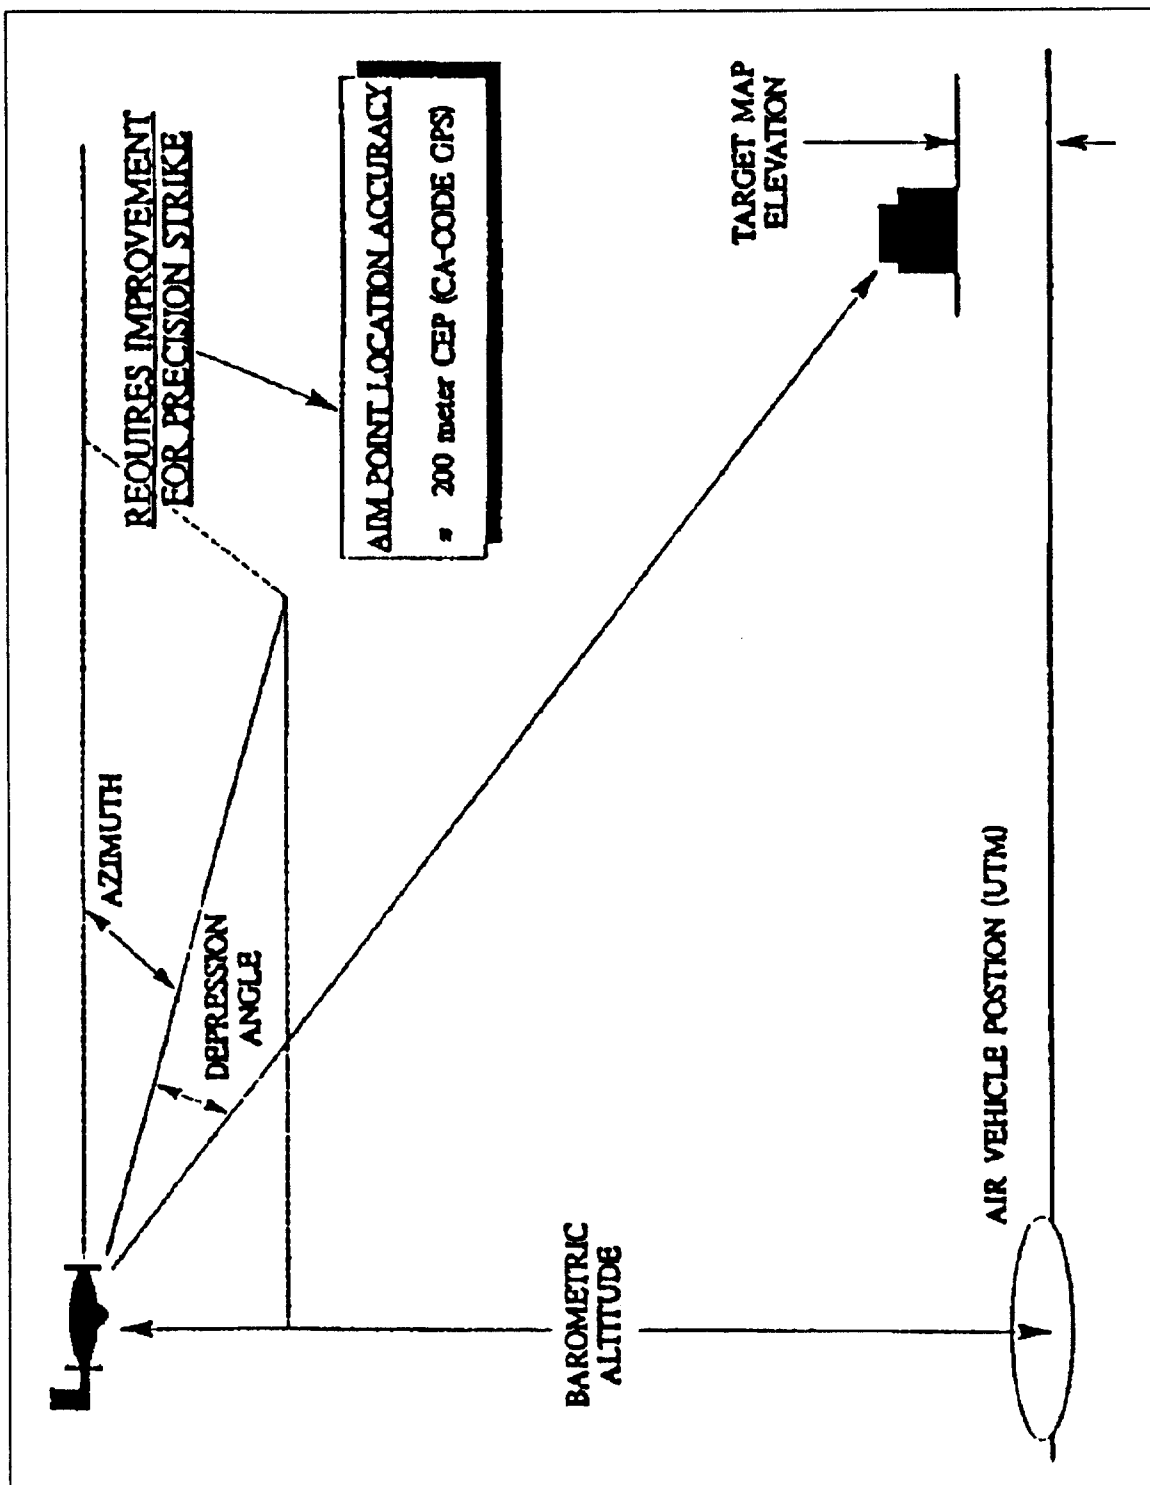 REQUIRES IMPROVEMENT
FOR PRECISION STRIKE
AIM POINT LOCATION ACCURACY
≈ 200 meter CEP (CA-CODE GPS)
AZIMUTH
DEPRESSION
ANGLE
TARGET MAP
ELEVATION
BAROMETRIC
ALTITUDE
AIR VEHICLE POSTION (UTM)